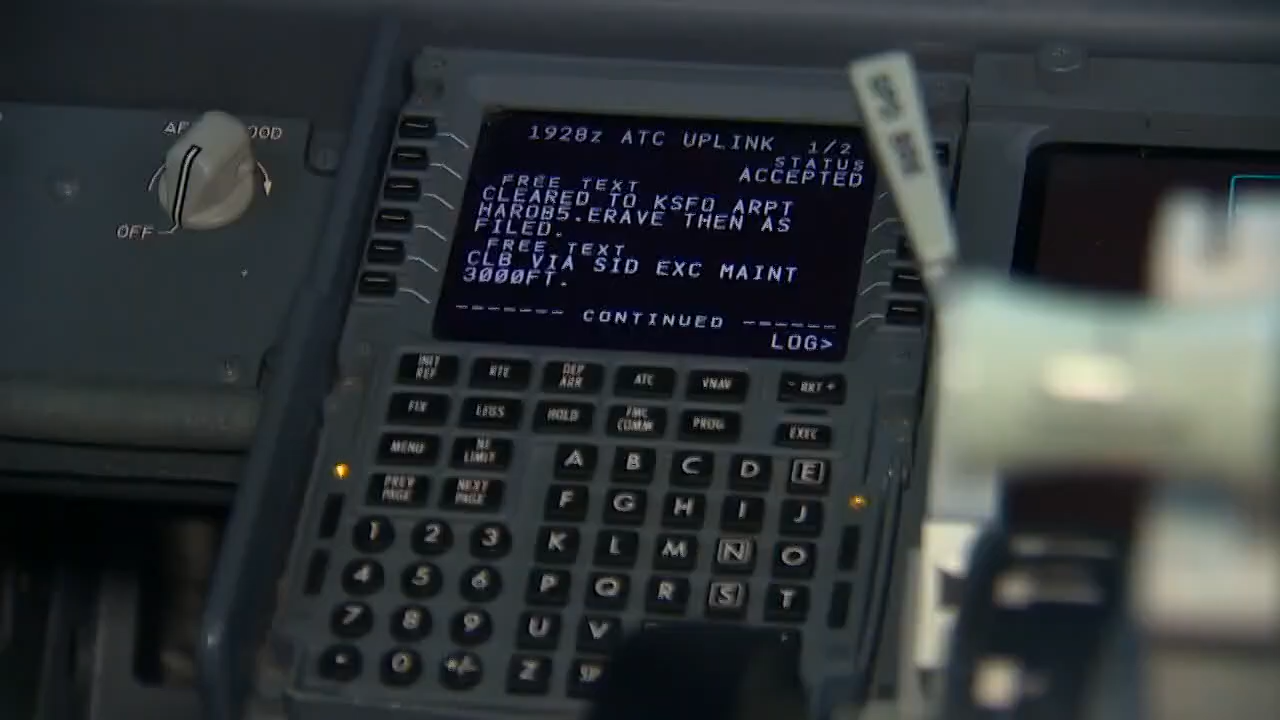 1928z ATC UPLINK 1/2
STATUS
ACCEPTED
FREE TEXT
CLEARED TO KSFO ARPT
HAROB5.ERAVE THEN AS
FILED.
FREE TEXT
CLB VIA SID EXC MAINT
3000FT.
------- CONTINUED ------
LOG>
OFF
INIT REF
RTE
DEP ARR
ATC
VNAV
- BRT +
FIX
LEGS
HOLD
FMC COMM
PROG
EXEC
MENU
N1 LIMIT
PREV PAGE
NEXT PAGE
A B C D E
F G H I J
1 2 3 K L M N O
4 5 6 P Q R S T
7 8 9 U V
0 +/- Z SP